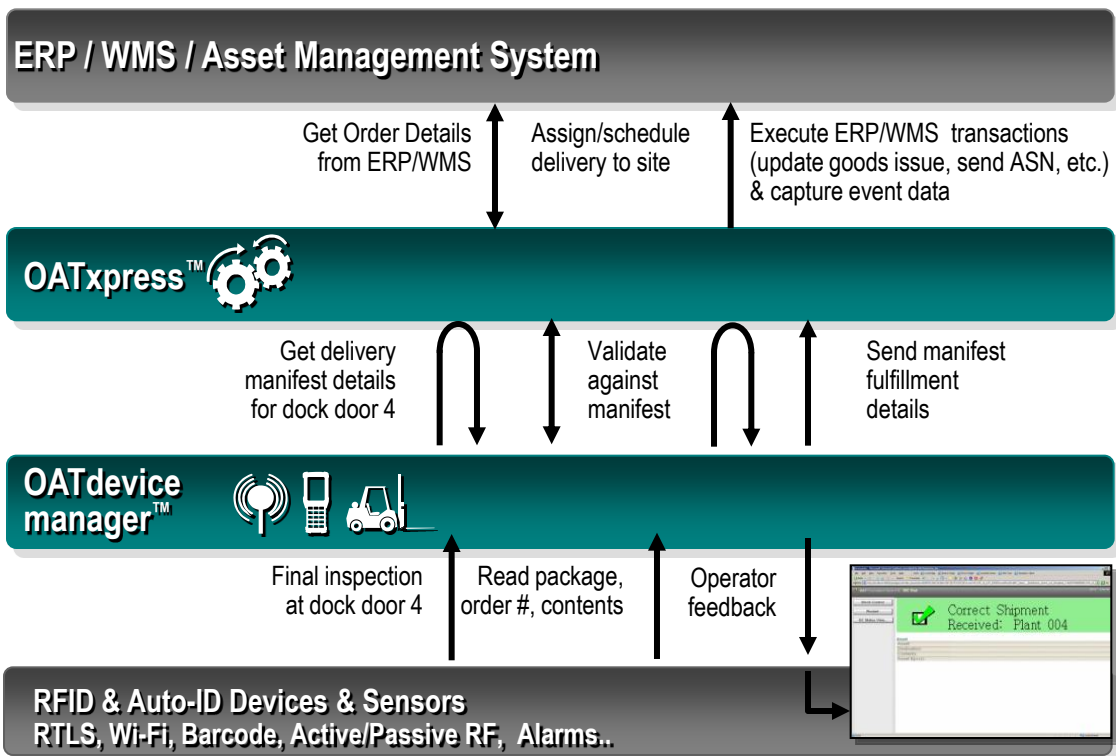 ERP / WMS / Asset Management System
Get Order Details
from ERP/WMS
Assign/schedule
delivery to site
Execute ERP/WMS transactions
(update goods issue, send ASN, etc.)
& capture event data
OATxpress™
Get delivery
manifest details
for dock door 4
Validate
against
manifest
Send manifest
fulfillment
details
OATdevice
manager™
Final inspection
at dock door 4
Read package,
order #, contents
Operator
feedback
Correct Shipment
Received: Plant 004
RFID & Auto-ID Devices & Sensors
RTLS, Wi-Fi, Barcode, Active/Passive RF, Alarms..